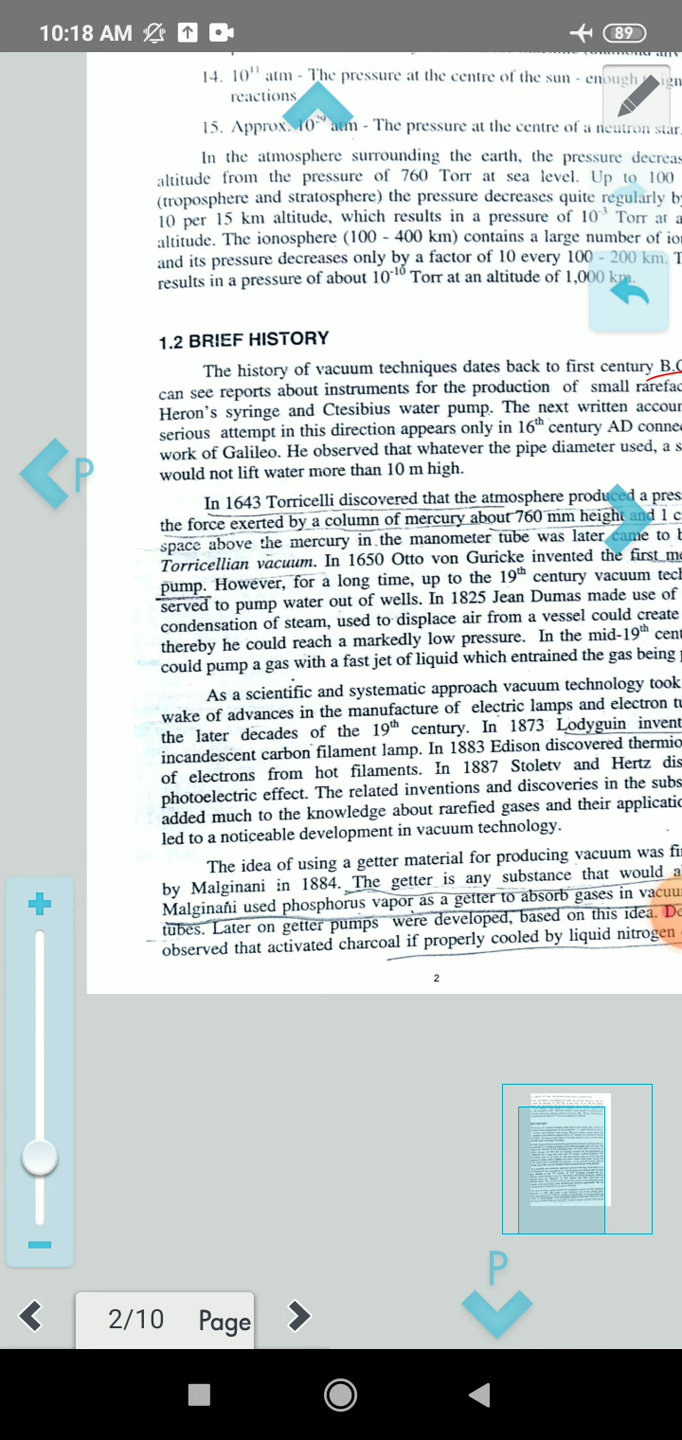 10:18 AM
89
14. 10¹¹ atm - The pressure at the centre of the sun - enough
reactions
15. Approx. atm - The pressure at the centre of a neutron star.
In the atmosphere surrounding the earth, the pressure decreas
altitude from the pressure of 760 Torr at sea level. Up to 100
(troposphere and stratosphere) the pressure decreases quite regularly by
10 per 15 km altitude, which results in a pressure of 10⁻³ Torr at a
altitude. The ionosphere (100 - 400 km) contains a large number of io
and its pressure decreases only by a factor of 10 every 100 - 200 km. T
results in a pressure of about 10⁻¹⁰ Torr at an altitude of 1,000 km.
1.2 BRIEF HISTORY
The history of vacuum techniques dates back to first century B.C
can see reports about instruments for the production of small rarefac
Heron's syringe and Ctesibius water pump. The next written accoun
serious attempt in this direction appears only in 16th century AD connec
work of Galileo. He observed that whatever the pipe diameter used, a s
would not lift water more than 10 m high.
In 1643 Torricelli discovered that the atmosphere produced a pres
the force exerted by a column of mercury about 760 mm height and 1 c
space above the mercury in the manometer tube was later came to b
Torricellian vacuum. In 1650 Otto von Guricke invented the first me
pump. However, for a long time, up to the 19th century vacuum tech
served to pump water out of wells. In 1825 Jean Dumas made use of
condensation of steam, used to displace air from a vessel could create
thereby he could reach a markedly low pressure. In the mid-19th cent
could pump a gas with a fast jet of liquid which entrained the gas being p
As a scientific and systematic approach vacuum technology took
wake of advances in the manufacture of electric lamps and electron tu
the later decades of the 19th century. In 1873 Lodyguin invent
incandescent carbon filament lamp. In 1883 Edison discovered thermio
of electrons from hot filaments. In 1887 Stoletv and Hertz dis
photoelectric effect. The related inventions and discoveries in the subs
added much to the knowledge about rarefied gases and their applicatio
led to a noticeable development in vacuum technology.
The idea of using a getter material for producing vacuum was fi
by Malginani in 1884. The getter is any substance that would a
Malginani used phosphorus vapor as a getter to absorb gases in vacuu
tubes. Later on getter pumps were developed, based on this idea. De
observed that activated charcoal if properly cooled by liquid nitrogen
2
P
P
2/10 Page